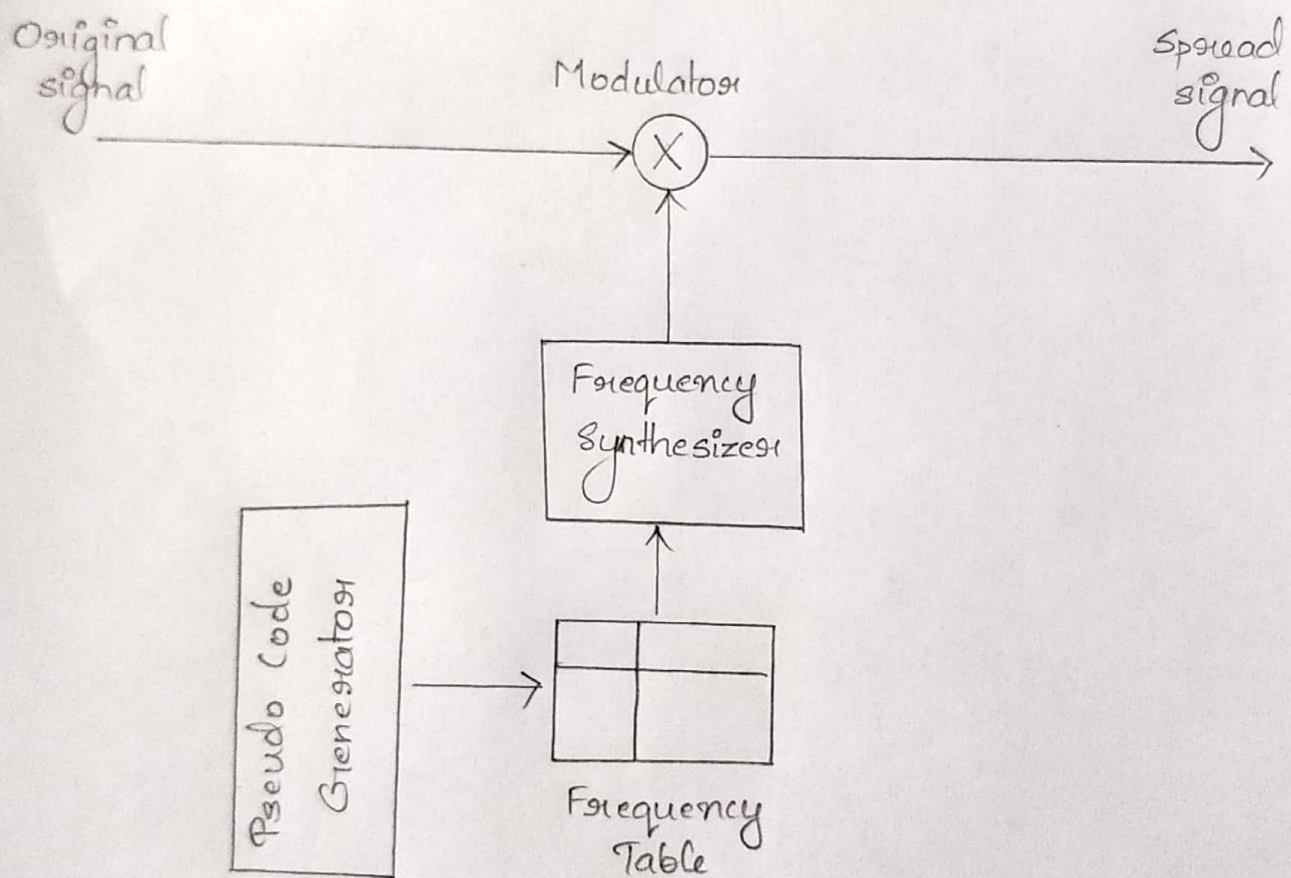 Original
signal
Modulator
X
Spread
signal
Frequency
Synthesizer
Pseudo Code
Generator
Frequency
Table